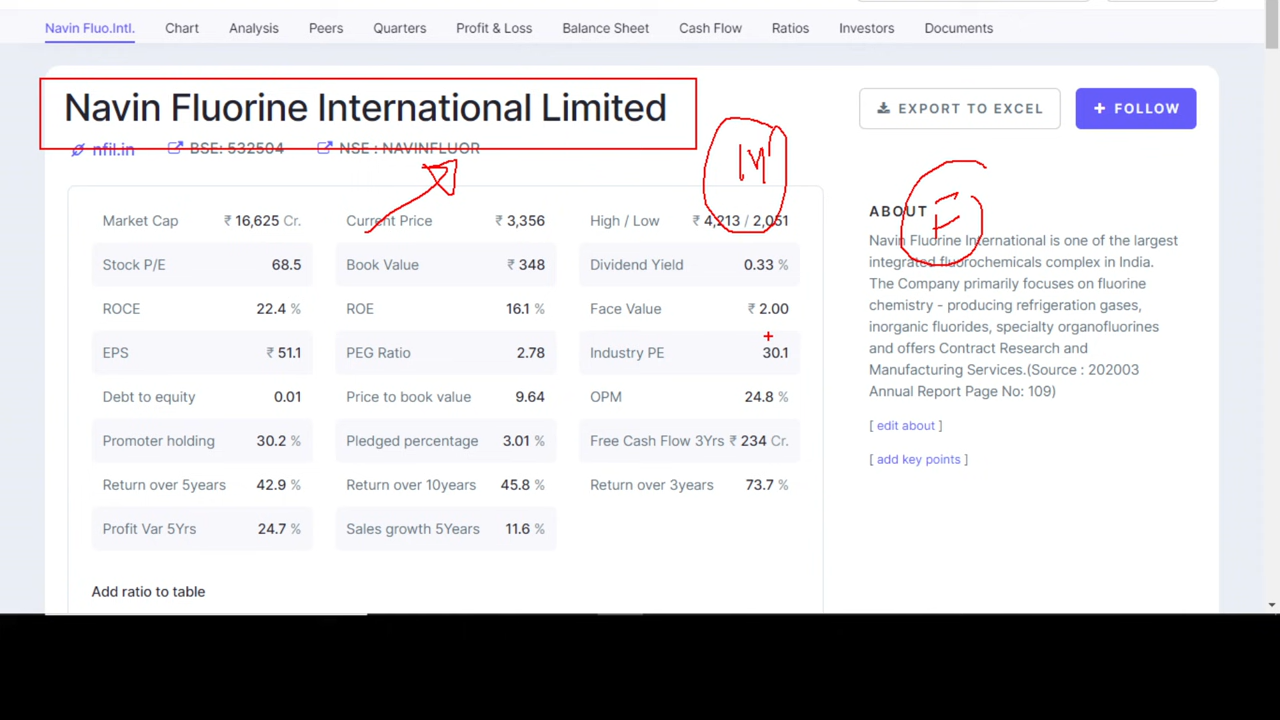 Navin Fluo.Intl. Chart Analysis Peers Quarters Profit & Loss Balance Sheet Cash Flow Ratios Investors Documents
Navin Fluorine International Limited
EXPORT TO EXCEL
+ FOLLOW
nfil.in BSE: 532504 NSE : NAVINFLUOR
Market Cap ₹ 16,625 Cr.
Current Price ₹ 3,356
High / Low ₹ 4,213 / 2,051
Stock P/E 68.5
Book Value ₹ 348
Dividend Yield 0.33 %
ROCE 22.4 %
ROE 16.1 %
Face Value ₹ 2.00
EPS ₹ 51.1
PEG Ratio 2.78
Industry PE 30.1
Debt to equity 0.01
Price to book value 9.64
OPM 24.8 %
Promoter holding 30.2 %
Pledged percentage 3.01 %
Free Cash Flow 3Yrs ₹ 234 Cr.
Return over 5years 42.9 %
Return over 10years 45.8 %
Return over 3years 73.7 %
Profit Var 5Yrs 24.7 %
Sales growth 5Years 11.6 %
Add ratio to table
ABOUT
F
Navin Fluorine International is one of the largest
integrated fluorochemicals complex in India.
The Company primarily focuses on fluorine
chemistry - producing refrigeration gases,
inorganic fluorides, specialty organofluorines
and offers Contract Research and
Manufacturing Services.(Source : 202003
Annual Report Page No: 109)
[ edit about ]
[ add key points ]